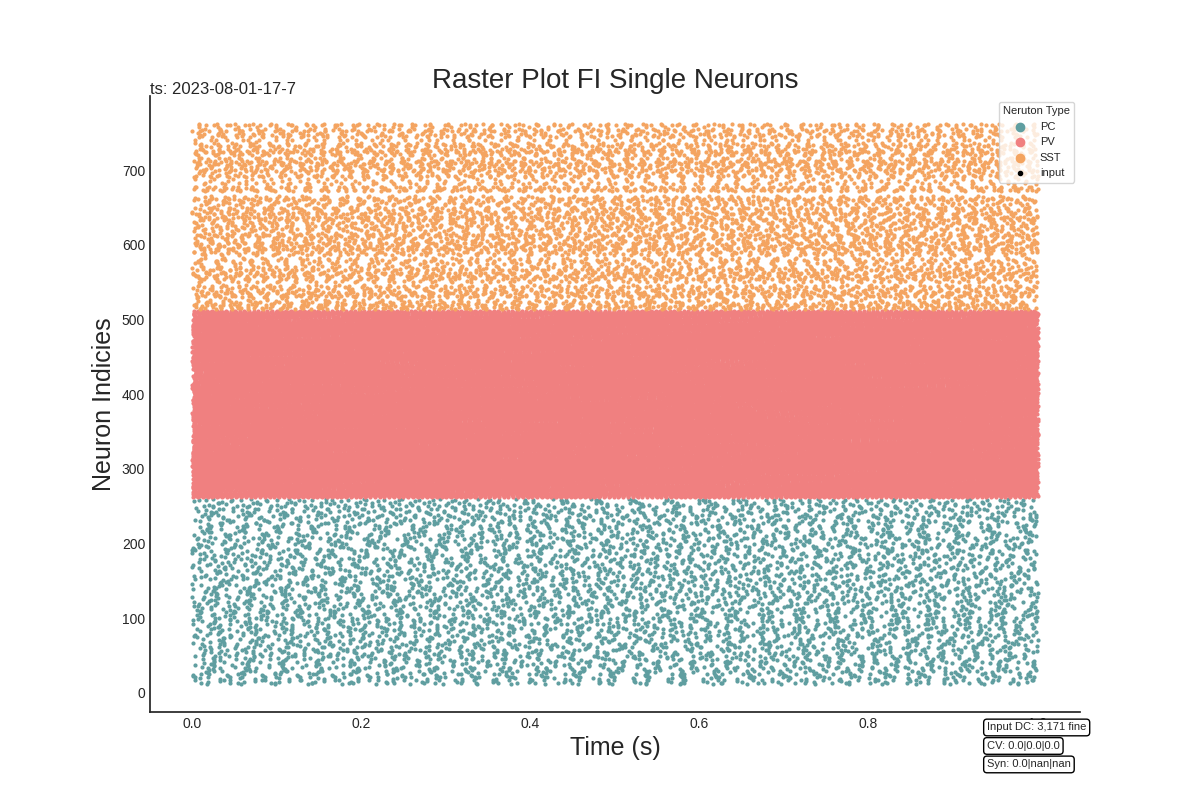 Raster Plot FI Single Neurons
ts: 2023-08-01-17-7
Neruton Type
PC
PV
SST
input
Neuron Indicies
700
600
500
400
300
200
100
0
0.0
0.2
0.4
0.6
0.8
Time (s)
Input DC: 3,171 fine
CV: 0.0|0.0|0.0
Syn: 0.0|nan|nan